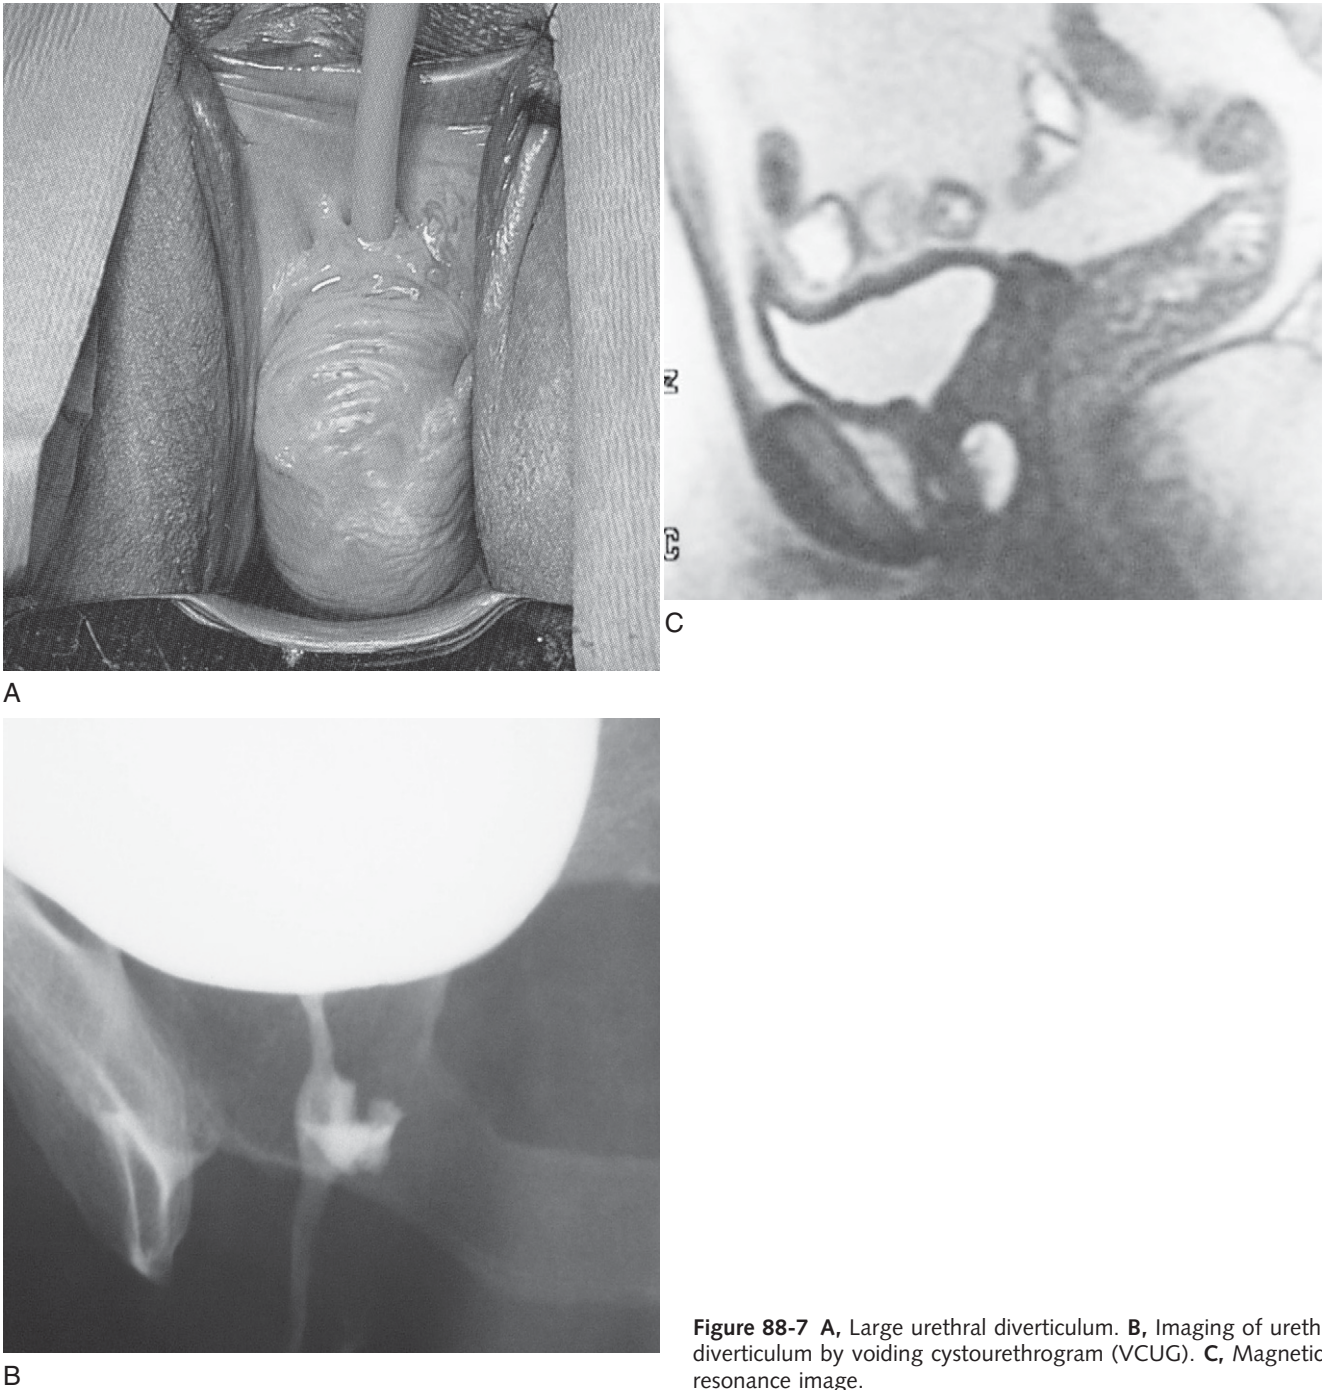 A
C
B
Figure 88-7 A, Large urethral diverticulum. B, Imaging of ureth
diverticulum by voiding cystourethrogram (VCUG). C, Magnetic
resonance image.